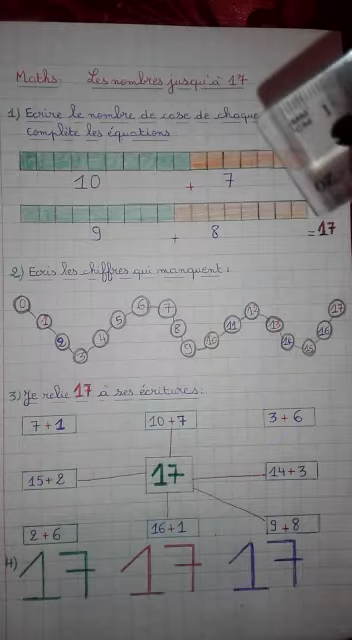 Maths: Les nombres jusqu'à 17
1) Ecrire le nombre de case de chaque
complète les équations
10 + 7
9 + 8 = 17
2) Ecris les chiffres qui manquent :
0 1 2 3 4 5 6 7 8 9 10 11 12 13 14 15 16 17
3) Je relie 17 à ses écritures :
7+1 10+7 3+6
15+2 17 14+3
2+6 16+1 9+8
4) 17 17 17